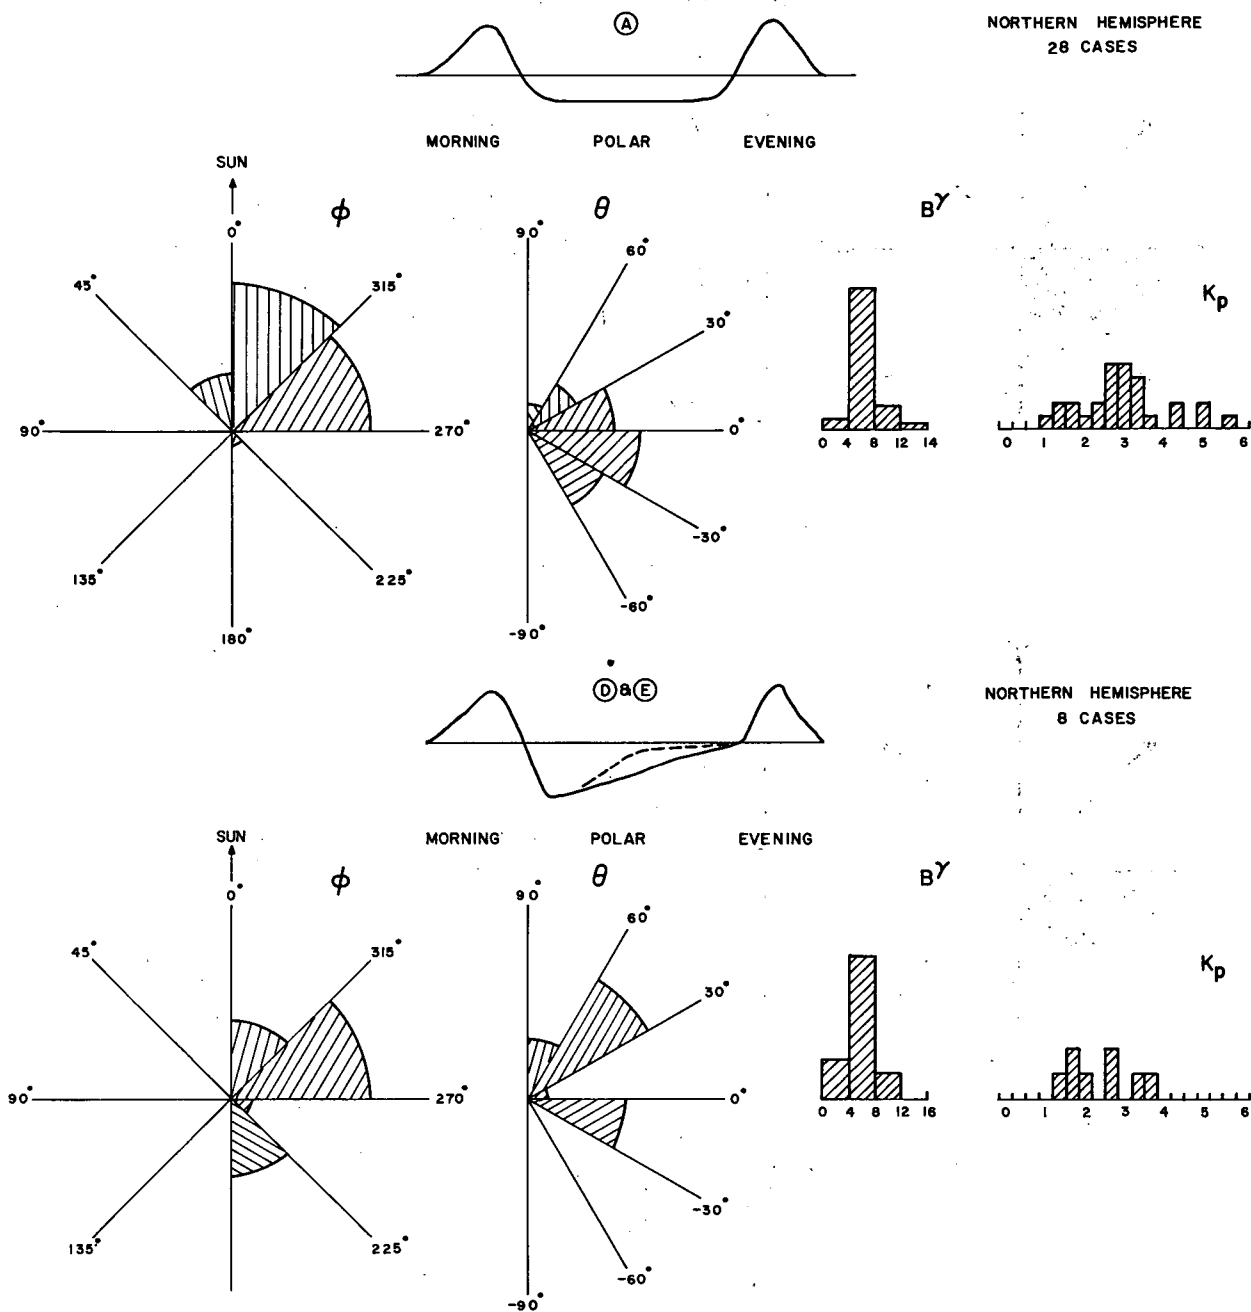 Ⓐ
NORTHERN HEMISPHERE
28 CASES
MORNING POLAR EVENING
SUN
ϕ θ Bγ Kp
0° 45° 315° 90° 270° 135° 225° 180°
90° 60° 30° 0° -30° -60° -90°
0 4 8 12 14
0 1 2 3 4 5 6
Ⓓ & Ⓔ
NORTHERN HEMISPHERE
8 CASES
MORNING POLAR EVENING
SUN
ϕ θ Bγ Kp
0° 45° 315° 90° 270° 135° 225°
90° 60° 30° 0° -30° -60° -90°
0 4 8 12 16
0 1 2 3 4 5 6